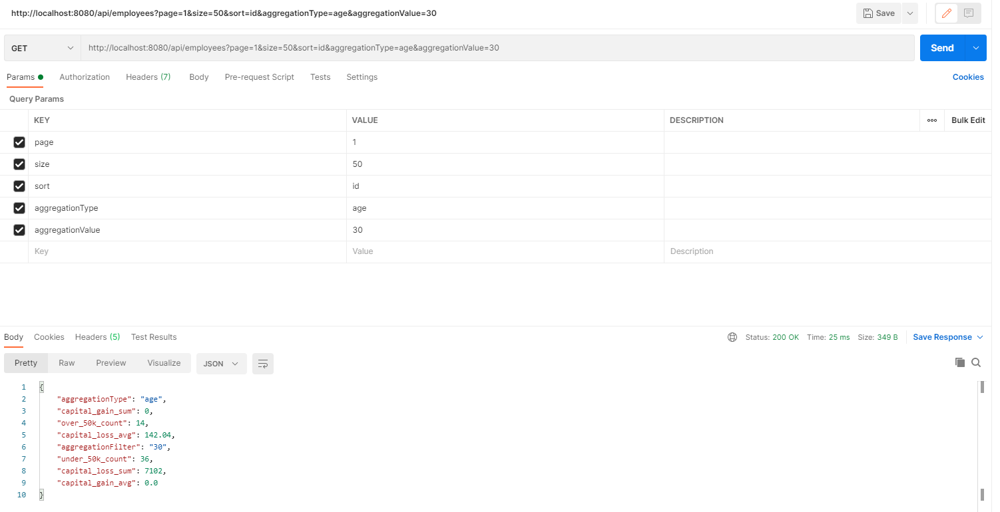 http://localhost:8080/api/employees?page=1&size=50&sort=id&aggregationType=age&aggregationValue=30 Save
GET http://localhost:8080/api/employees?page=1&size=50&sort=id&aggregationType=age&aggregationValue=30 Send
Params Authorization Headers (7) Body Pre-request Script Tests Settings Cookies
Query Params
KEY VALUE DESCRIPTION Bulk Edit
page 1
size 50
sort id
aggregationType age
aggregationValue 30
Key Value Description
Body Cookies Headers (5) Test Results Status: 200 OK Time: 25 ms Size: 349 B Save Response
Pretty Raw Preview Visualize JSON
1 {
2 "aggregationType": "age",
3 "capital_gain_sum": 0,
4 "over_50k_count": 14,
5 "capital_loss_avg": 142.04,
6 "aggregationFilter": "30",
7 "under_50k_count": 36,
8 "capital_loss_sum": 7102,
9 "capital_gain_avg": 0.0
10 }